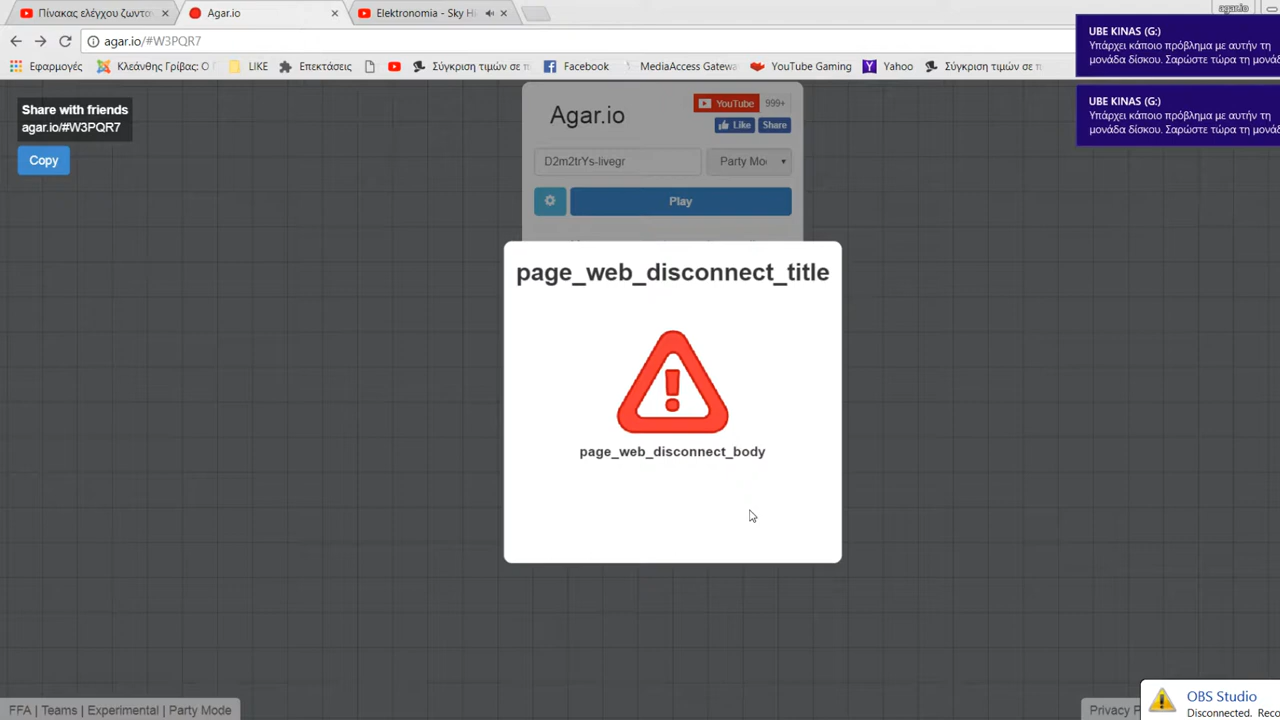 Πίνακας ελέγχου ζωντα
Agar.io
Elektronomia - Sky Hi
agar.io
agar.io/#W3PQR7
Εφαρμογές
Κλεάνθης Γρίβας: Ο Γ
LIKE
Επεκτάσεις
Σύγκριση τιμών σε π
Facebook
MediaAccess Gatewa
YouTube Gaming
Yahoo
Σύγκριση τιμών σε π
UBE KINAS (G:)
Υπάρχει κάποιο πρόβλημα με αυτήν τη
μονάδα δίσκου. Σαρώστε τώρα τη μονάδ
UBE KINAS (G:)
Υπάρχει κάποιο πρόβλημα με αυτήν τη
μονάδα δίσκου. Σαρώστε τώρα τη μονάδ
Share with friends
agar.io/#W3PQR7
Copy
Agar.io
YouTube 999+
Like Share
D2m2trYs-livegr
Party Mo
Play
page_web_disconnect_title
page_web_disconnect_body
FFA | Teams | Experimental | Party Mode
Privacy P
OBS Studio
Disconnected. Reco